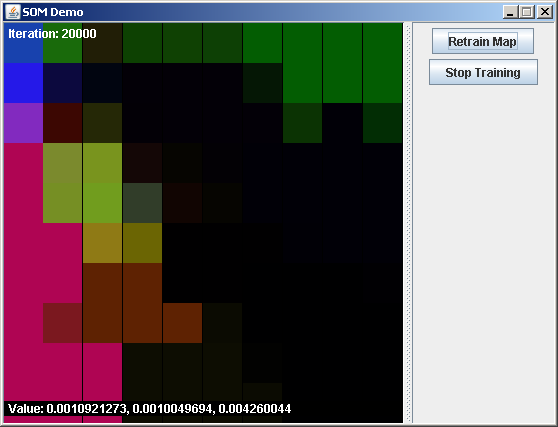 SOM Demo
Iteration: 20000
Retrain Map
Stop Training
Value: 0.0010921273, 0.0010049694, 0.004260044